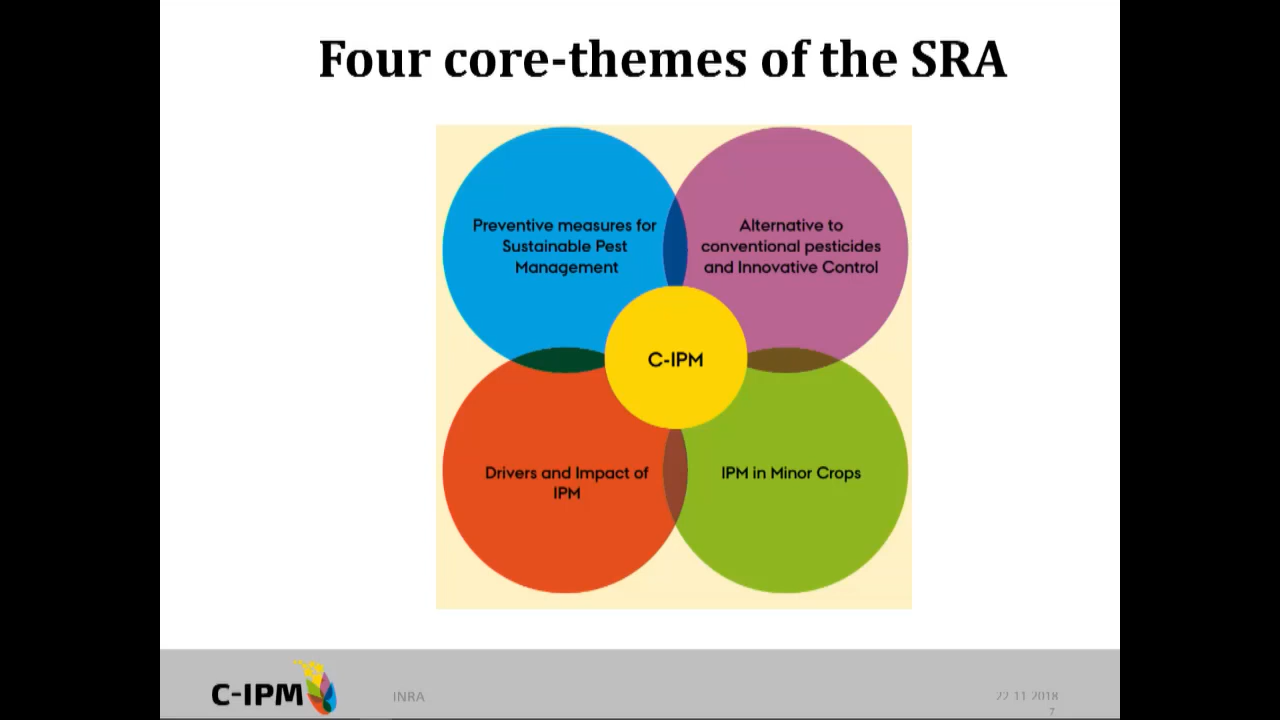 Four core-themes of the SRA
Preventive measures for
Sustainable Pest
Management
Alternative to
conventional pesticides
and Innovative Control
C-IPM
Drivers and Impact of
IPM
IPM in Minor Crops
C-IPM
INRA
22 11 2018
7